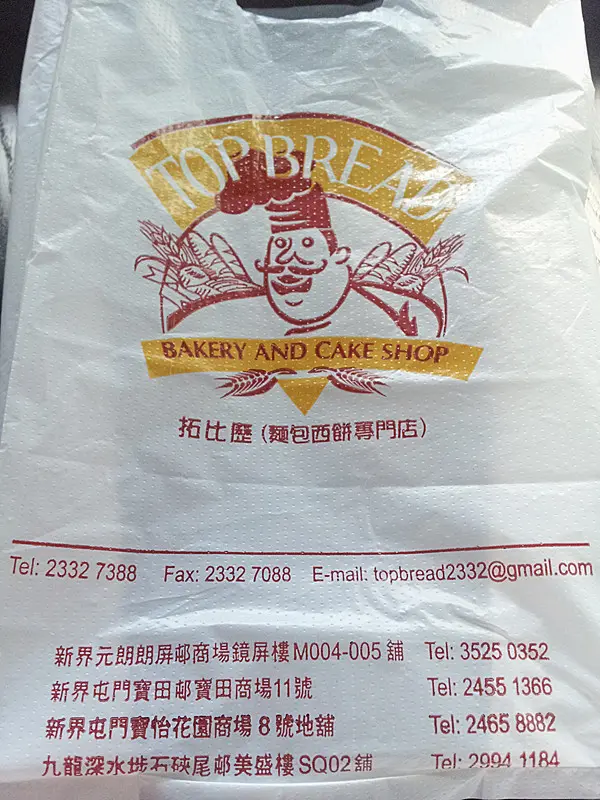 TOP BREAD
BAKERY AND CAKE SHOP
拓比歷(麵包西餅專門店)
Tel: 2332 7388 Fax: 2332 7088 E-mail: topbread2332@gmail.com
新界元朗朗屏邨商場鏡屏樓M004-005舖 Tel: 3525 0352
新界屯門寶田邨寶田商場11號 Tel: 2455 1366
新界屯門寶怡花園商場8號地舖 Tel: 2465 8882
九龍深水埗石硤尾邨美盛樓SQ02舖 Tel: 2994 1184